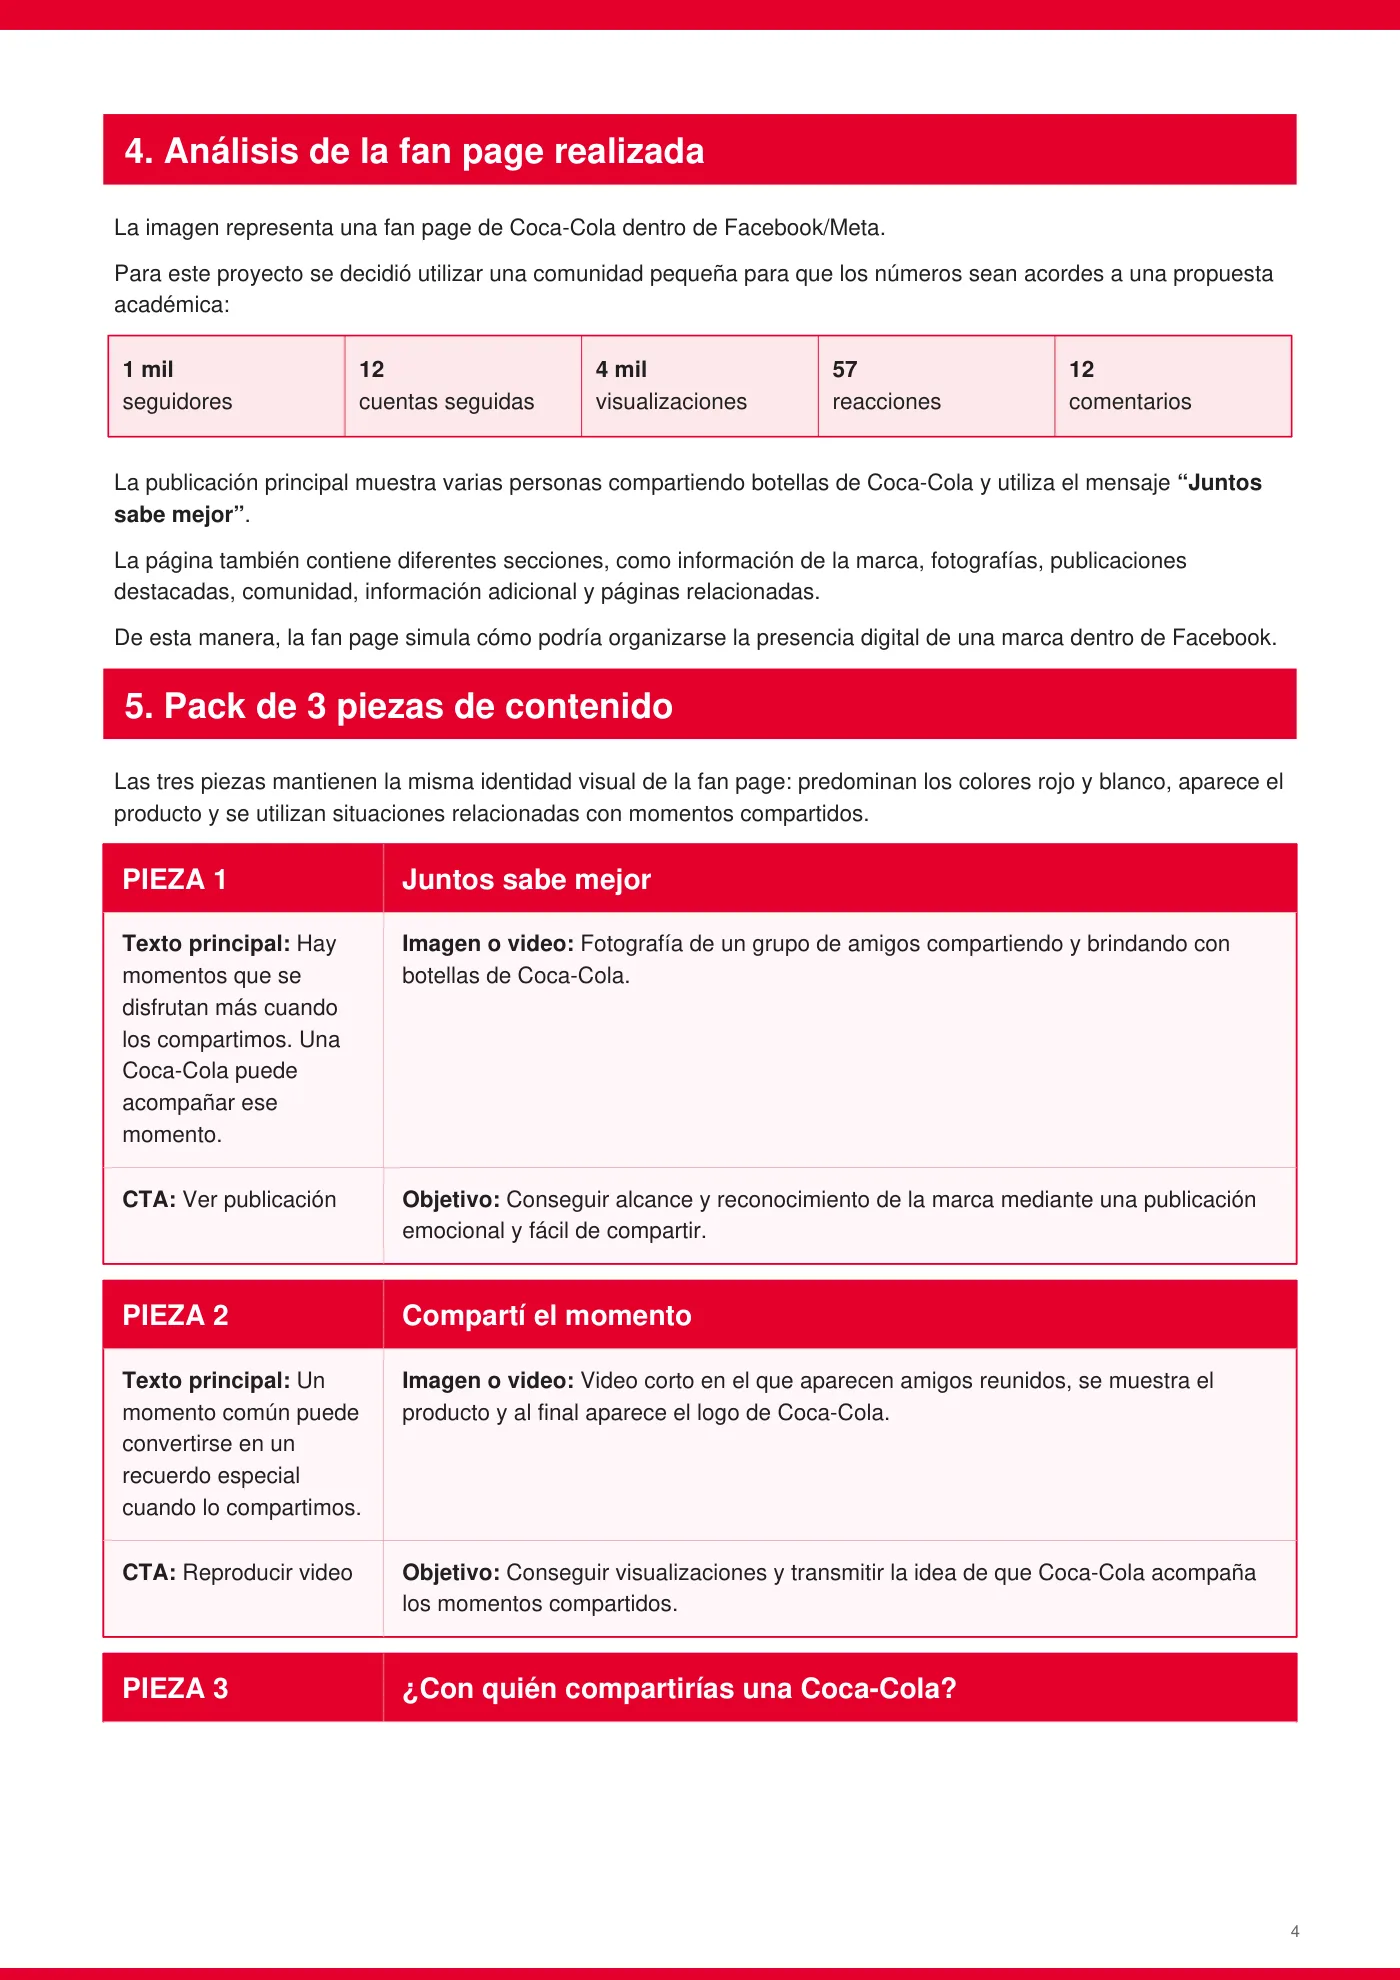 4. Análisis de la fan page realizada
La imagen representa una fan page de Coca-Cola dentro de Facebook/Meta.
Para este proyecto se decidió utilizar una comunidad pequeña para que los números sean acordes a una propuesta
académica:
1 mil
seguidores
12
cuentas seguidas
4 mil
visualizaciones
57
reacciones
12
comentarios
La publicación principal muestra varias personas compartiendo botellas de Coca-Cola y utiliza el mensaje “Juntos
sabe mejor”.
La página también contiene diferentes secciones, como información de la marca, fotografías, publicaciones
destacadas, comunidad, información adicional y páginas relacionadas.
De esta manera, la fan page simula cómo podría organizarse la presencia digital de una marca dentro de Facebook.
5. Pack de 3 piezas de contenido
Las tres piezas mantienen la misma identidad visual de la fan page: predominan los colores rojo y blanco, aparece el
producto y se utilizan situaciones relacionadas con momentos compartidos.
PIEZA 1
Juntos sabe mejor
Texto principal: Hay
momentos que se
disfrutan más cuando
los compartimos. Una
Coca-Cola puede
acompañar ese
momento.
Imagen o video: Fotografía de un grupo de amigos compartiendo y brindando con
botellas de Coca-Cola.
CTA: Ver publicación
Objetivo: Conseguir alcance y reconocimiento de la marca mediante una publicación
emocional y fácil de compartir.
PIEZA 2
Compartí el momento
Texto principal: Un
momento común puede
convertirse en un
recuerdo especial
cuando lo compartimos.
Imagen o video: Video corto en el que aparecen amigos reunidos, se muestra el
producto y al final aparece el logo de Coca-Cola.
CTA: Reproducir video
Objetivo: Conseguir visualizaciones y transmitir la idea de que Coca-Cola acompaña
los momentos compartidos.
PIEZA 3
¿Con quién compartirías una Coca-Cola?
4